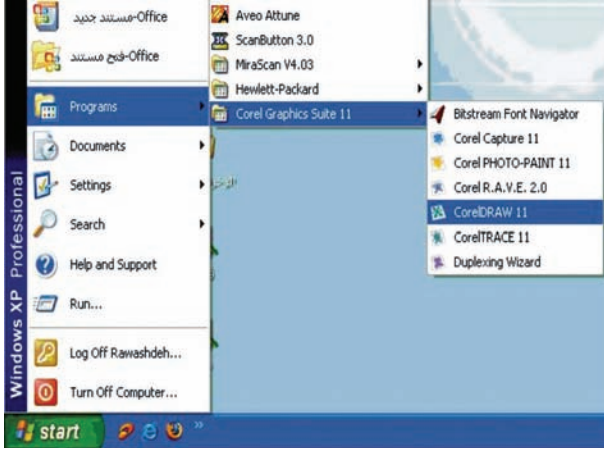 Office-مستند جديد
Office-فتح مستند
Programs
Documents
Settings
Search
Help and Support
Run...
Log Off Rawashdeh...
Turn Off Computer...
Windows XP Professional
start
Aveo Attune
ScanButton 3.0
MiraScan V4.03
Hewlett-Packard
Corel Graphics Suite 11
Bitstream Font Navigator
Corel Capture 11
Corel PHOTO-PAINT 11
Corel R.A.V.E. 2.0
CorelDRAW 11
CorelTRACE 11
Duplexing Wizard